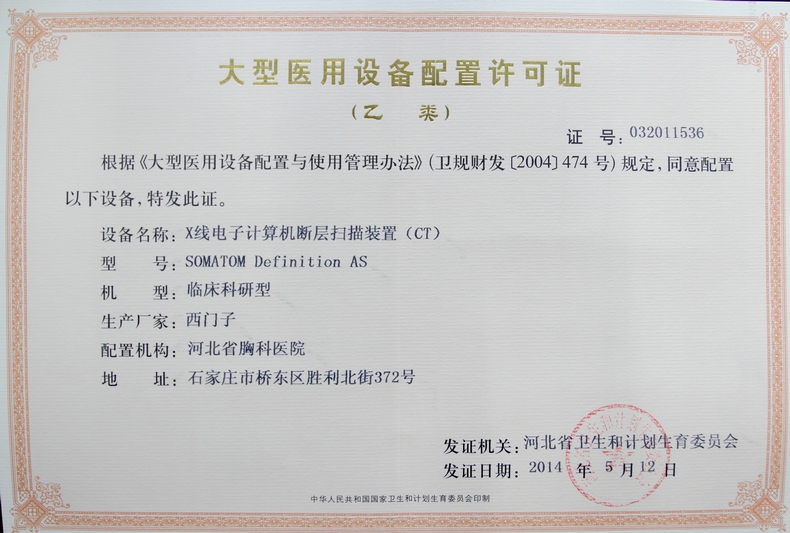 大型医用设备配置许可证
(乙 类)
证 号: 032011536
根据《大型医用设备配置与使用管理办法》(卫规财发〔2004〕474 号)规定,同意配置
以下设备,特发此证。
设备名称: X线电子计算机断层扫描装置(CT)
型 号: SOMATOM Definition AS
机 型: 临床科研型
生产厂家: 西门子
配置机构: 河北省胸科医院
地 址: 石家庄市桥东区胜利北街372号
发证机关: 河北省卫生和计划生育委员会
发证日期: 2014 年 5 月 12 日
中华人民共和国国家卫生和计划生育委员会印制